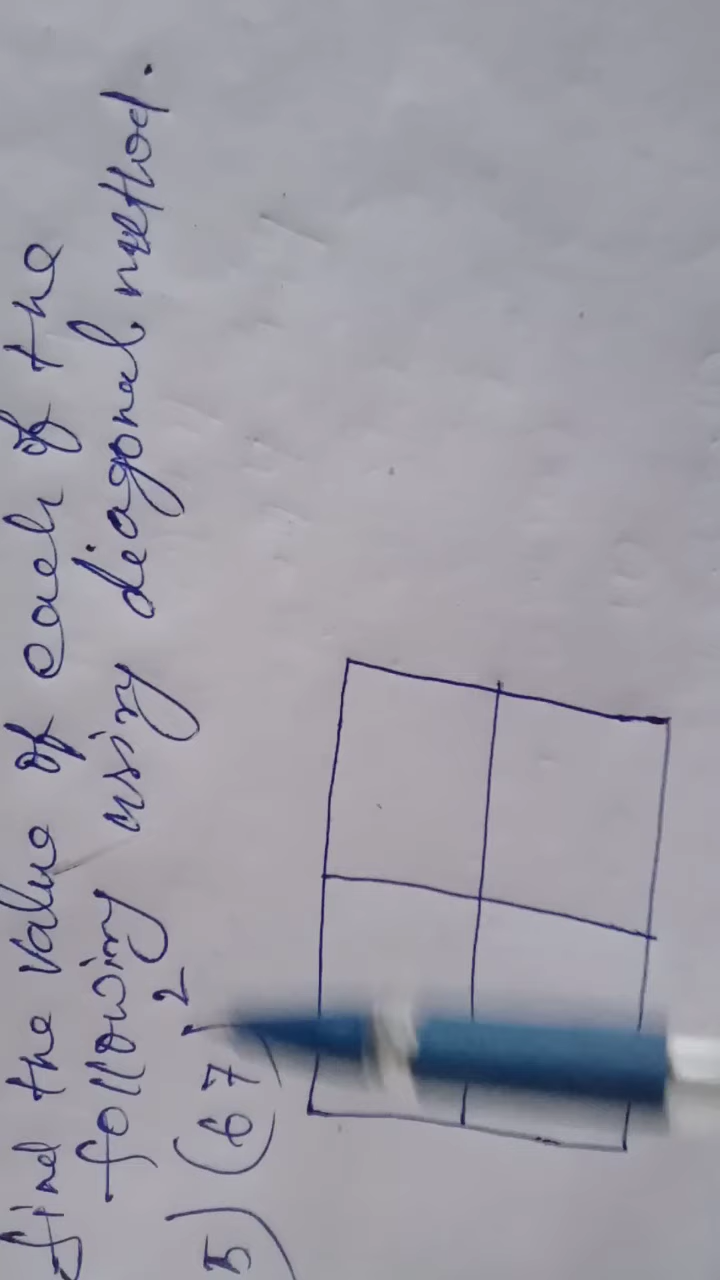 find the value of each of the
following using diagonal method.
5) (67)²